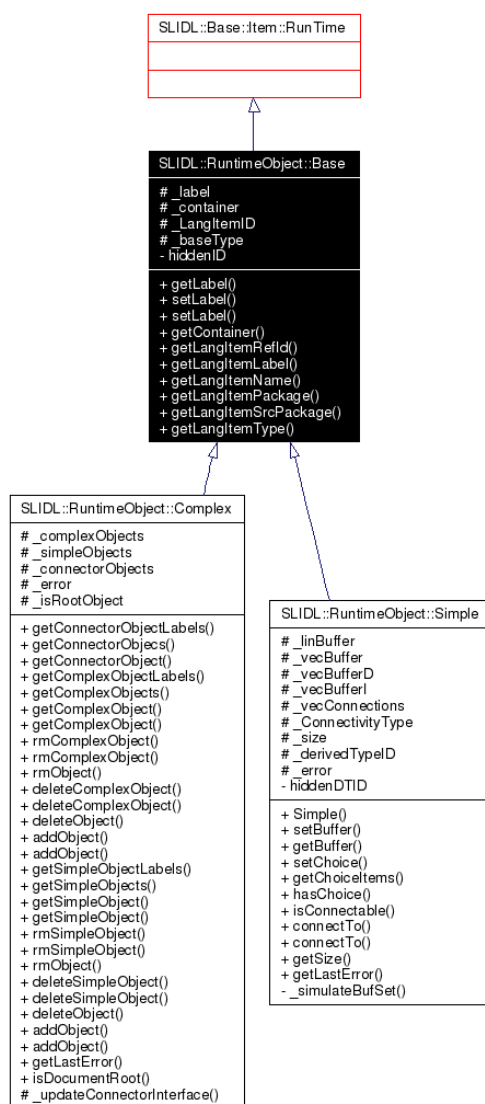 SLIDL::Base::Item::RunTime
SLIDL::RuntimeObject::Base
# _label
# _container
# _LangItemID
# _baseType
- hiddenID
+ getLabel()
+ setLabel()
+ setLabel()
+ getContainer()
+ getLangItemRefId()
+ getLangItemLabel()
+ getLangItemName()
+ getLangItemPackage()
+ getLangItemSrcPackage()
+ getLangItemType()
SLIDL::RuntimeObject::Complex
# _complexObjects
# _simpleObjects
# _connectorObjects
# _error
# _isRootObject
+ getConnectorObjectLabels()
+ getConnectorObjecs()
+ getConnectorObject()
+ getComplexObjectLabels()
+ getComplexObjects()
+ getComplexObject()
+ getComplexObject()
+ rmComplexObject()
+ rmComplexObject()
+ rmObject()
+ deleteComplexObject()
+ deleteComplexObject()
+ deleteObject()
+ addObject()
+ addObject()
+ getSimpleObjectLabels()
+ getSimpleObjects()
+ getSimpleObject()
+ getSimpleObject()
+ rmSimpleObject()
+ rmSimpleObject()
+ rmObject()
+ deleteSimpleObject()
+ deleteSimpleObject()
+ deleteObject()
+ addObject()
+ addObject()
+ getLastError()
+ isDocumentRoot()
# _updateConnectorInterface()
SLIDL::RuntimeObject::Simple
# _linBuffer
# _vecBuffer
# _vecBufferD
# _vecBufferI
# _vecConnections
# _ConnectivityType
# _size
# _derivedTypeID
# _error
- hiddenDTID
+ Simple()
+ setBuffer()
+ getBuffer()
+ setChoice()
+ getChoiceItems()
+ hasChoice()
+ isConnectable()
+ connectTo()
+ connectTo()
+ getSize()
+ getLastError()
- _simulateBufSet()